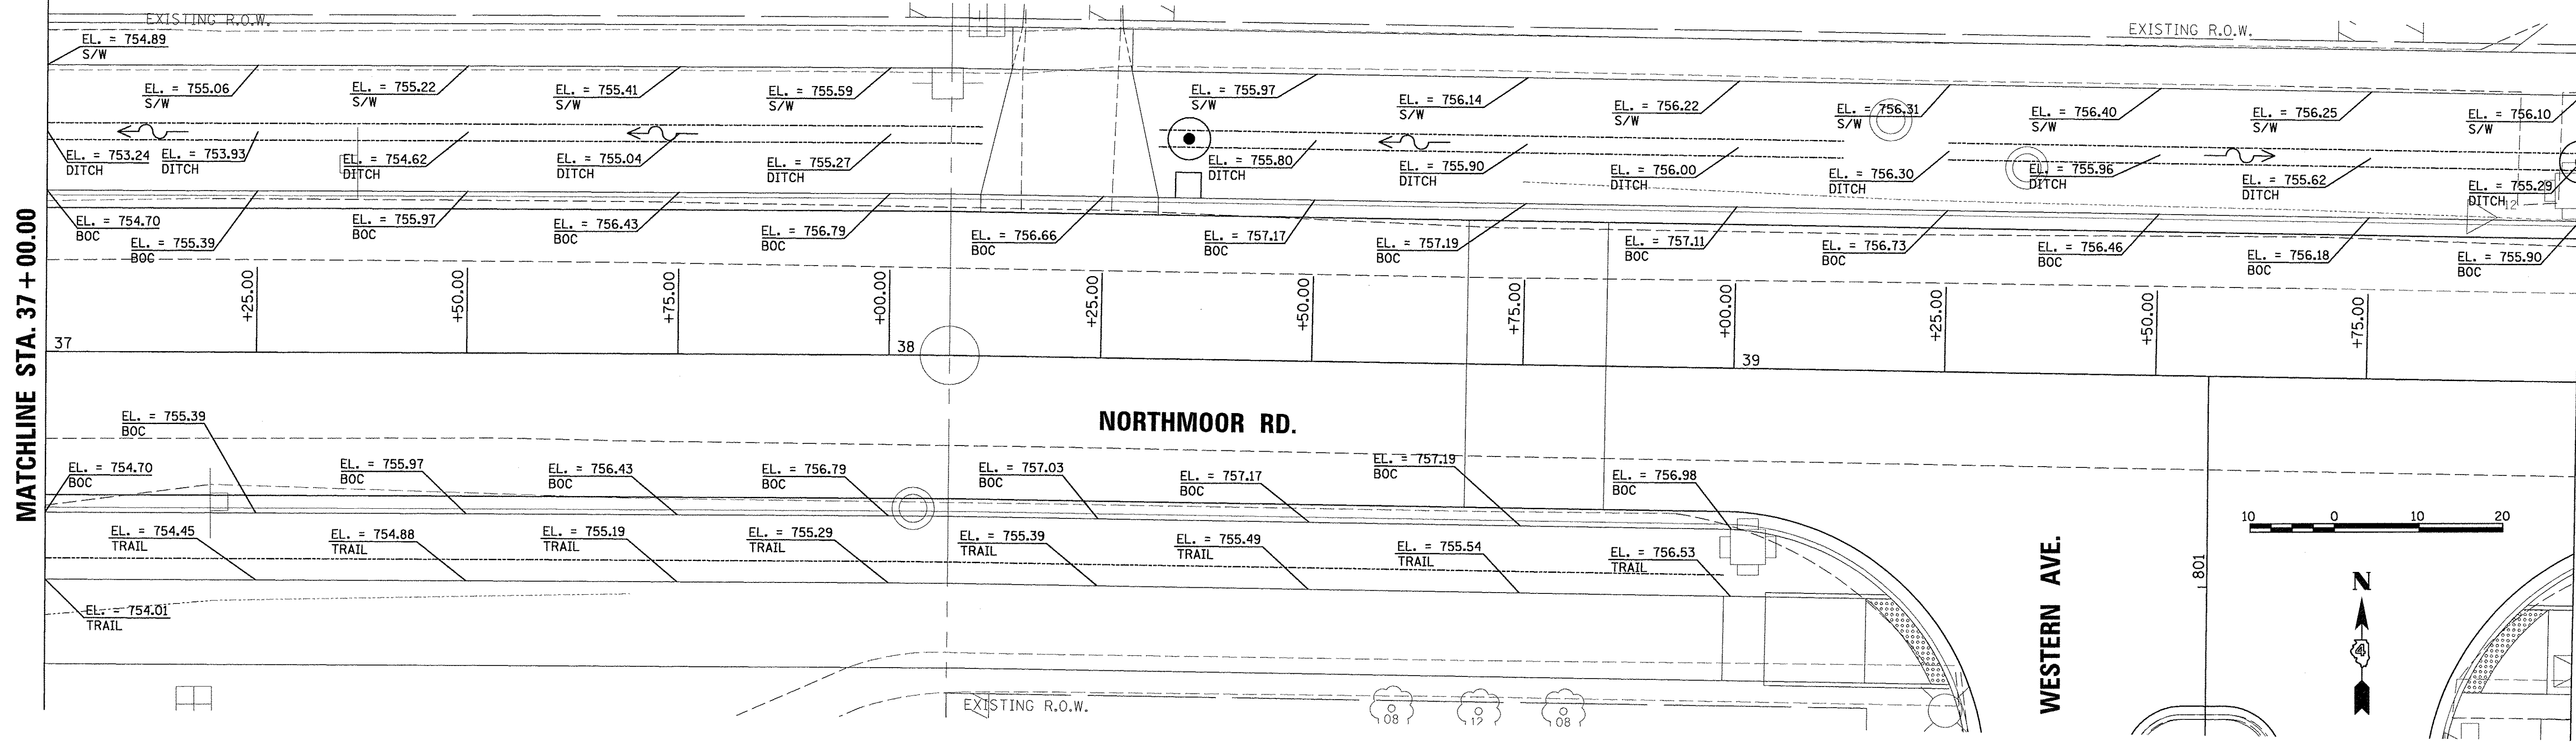 EXISTING R.O.W.
EXISTING R.O.W.
EL. = 754.89
S/W
EL. = 755.06
S/W
EL. = 755.22
S/W
EL. = 755.41
S/W
EL. = 755.59
S/W
EL. = 755.97
S/W
EL. = 756.14
S/W
EL. = 756.22
S/W
EL. = 756.31
S/W
EL. = 756.40
S/W
EL. = 756.25
S/W
EL. = 756.10
S/W
EL. = 753.24
DITCH
EL. = 753.93
DITCH
EL. = 754.62
DITCH
EL. = 755.04
DITCH
EL. = 755.27
DITCH
EL. = 755.80
DITCH
EL. = 755.90
DITCH
EL. = 756.00
DITCH
EL. = 756.30
DITCH
EL. = 755.96
DITCH
EL. = 755.62
DITCH
EL. = 755.29
DITCH
12
EL. = 754.70
BOC
EL. = 755.39
BOC
EL. = 755.97
BOC
EL. = 756.43
BOC
EL. = 756.79
BOC
EL. = 756.66
BOC
EL. = 757.17
BOC
EL. = 757.19
BOC
EL. = 757.11
BOC
EL. = 756.73
BOC
EL. = 756.46
BOC
EL. = 756.18
BOC
EL. = 755.90
BOC
MATCHLINE STA. 37+00.00
+25.00
+50.00
+75.00
+00.00
+25.00
+50.00
+75.00
+00.00
+25.00
+50.00
+75.00
37
38
39
NORTHMOOR RD.
EL. = 755.39
BOC
EL. = 754.70
BOC
EL. = 755.97
BOC
EL. = 756.43
BOC
EL. = 756.79
BOC
EL. = 757.03
BOC
EL. = 757.17
BOC
EL. = 757.19
BOC
EL. = 756.98
BOC
EL. = 754.45
TRAIL
EL. = 754.88
TRAIL
EL. = 755.19
TRAIL
EL. = 755.29
TRAIL
EL. = 755.39
TRAIL
EL. = 755.49
TRAIL
EL. = 755.54
TRAIL
EL. = 756.53
TRAIL
EL. = 754.01
TRAIL
10 0 10 20
WESTERN AVE.
801
N
4
EXISTING R.O.W.
08
12
08